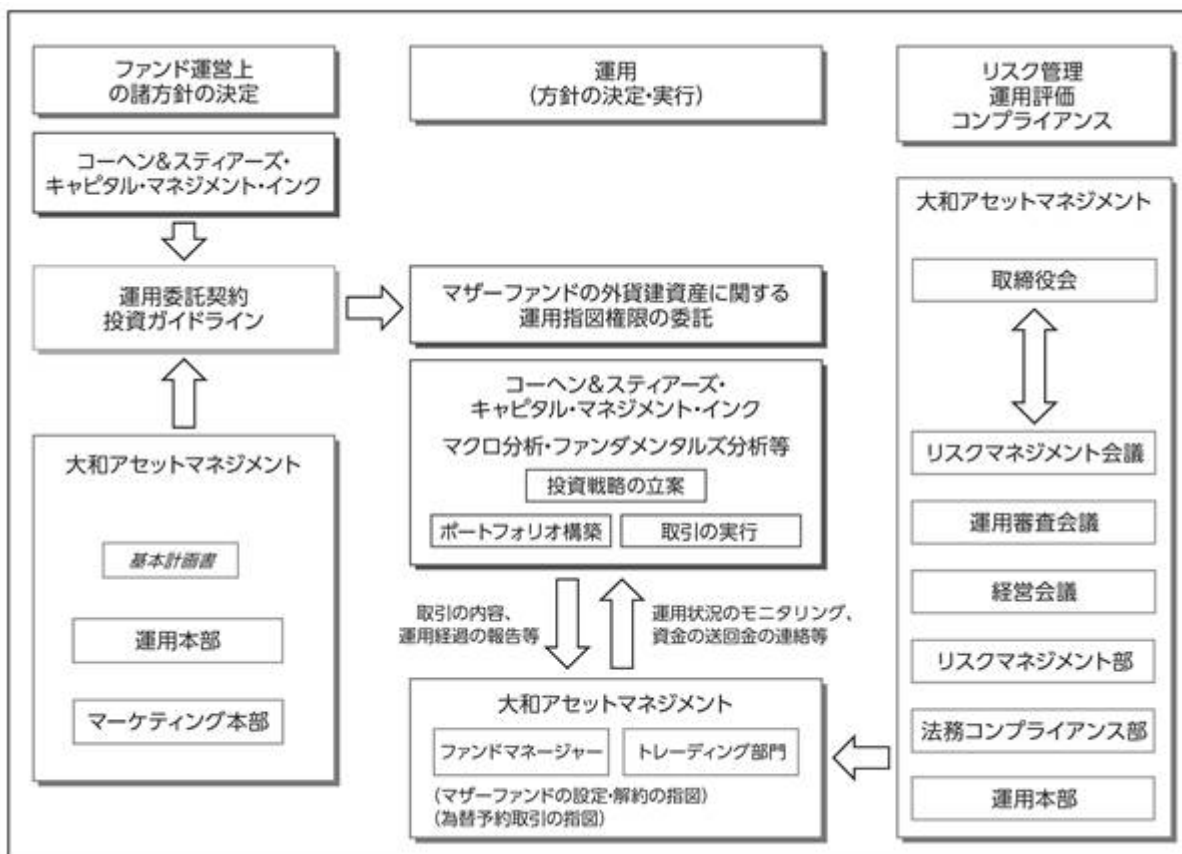 ファンド運営上
の諸方針の決定
コーヘン&スティアーズ・
キャピタル・マネジメント・インク
運用委託契約
投資ガイドライン
大和アセットマネジメント
基本計画書
運用本部
マーケティング本部
運用
(方針の決定・実行)
マザーファンドの外貨建資産に関する
運用指図権限の委託
コーヘン&スティアーズ・
キャピタル・マネジメント・インク
マクロ分析・ファンダメンタルズ分析等
投資戦略の立案
ポートフォリオ構築
取引の実行
取引の内容、
運用経過の報告等
運用状況のモニタリング、
資金の送回金の連絡等
大和アセットマネジメント
ファンドマネージャー
トレーディング部門
(マザーファンドの設定・解約の指図)
(為替予約取引の指図)
リスク管理
運用評価
コンプライアンス
大和アセットマネジメント
取締役会
リスクマネジメント会議
運用審査会議
経営会議
リスクマネジメント部
法務コンプライアンス部
運用本部